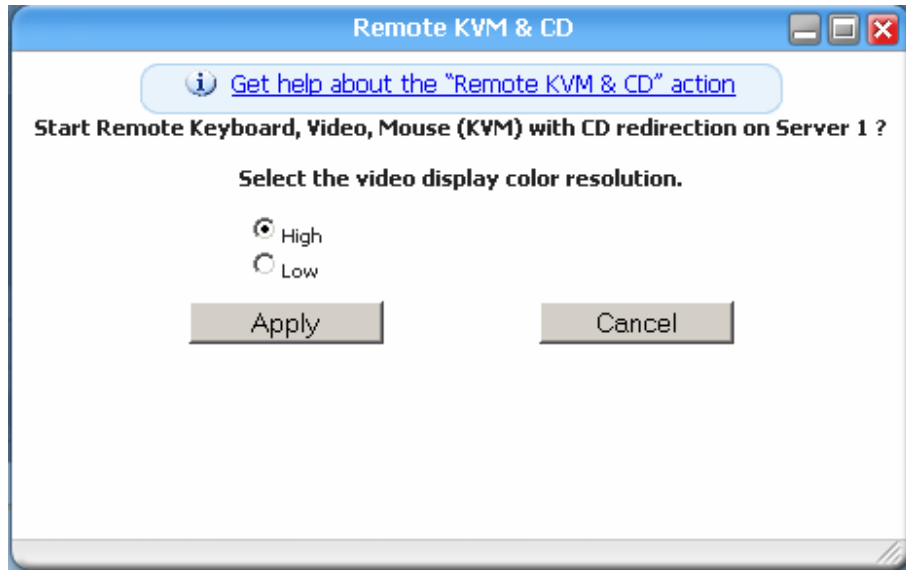 Remote KVM & CD
Get help about the "Remote KVM & CD" action
Start Remote Keyboard, Video, Mouse (KVM) with CD redirection on Server 1 ?
Select the video display color resolution.
High
Low
Apply Cancel